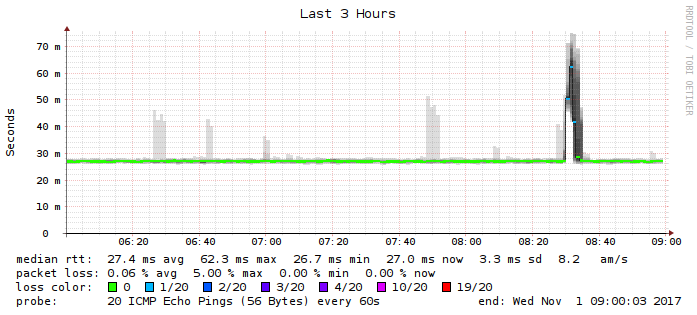 Last 3 Hours
RRDTOOL / TOBI OETIKER
Seconds
70 m
60 m
50 m
40 m
30 m
20 m
10 m
0
06:20 06:40 07:00 07:20 07:40 08:00 08:20 08:40 09:00
median rtt: 27.4 ms avg 62.3 ms max 26.7 ms min 27.0 ms now 3.3 ms sd 8.2 am/s
packet loss: 0.06 % avg 5.00 % max 0.00 % min 0.00 % now
loss color: 0 1/20 2/20 3/20 4/20 10/20 19/20
probe: 20 ICMP Echo Pings (56 Bytes) every 60s end: Wed Nov 1 09:00:03 2017